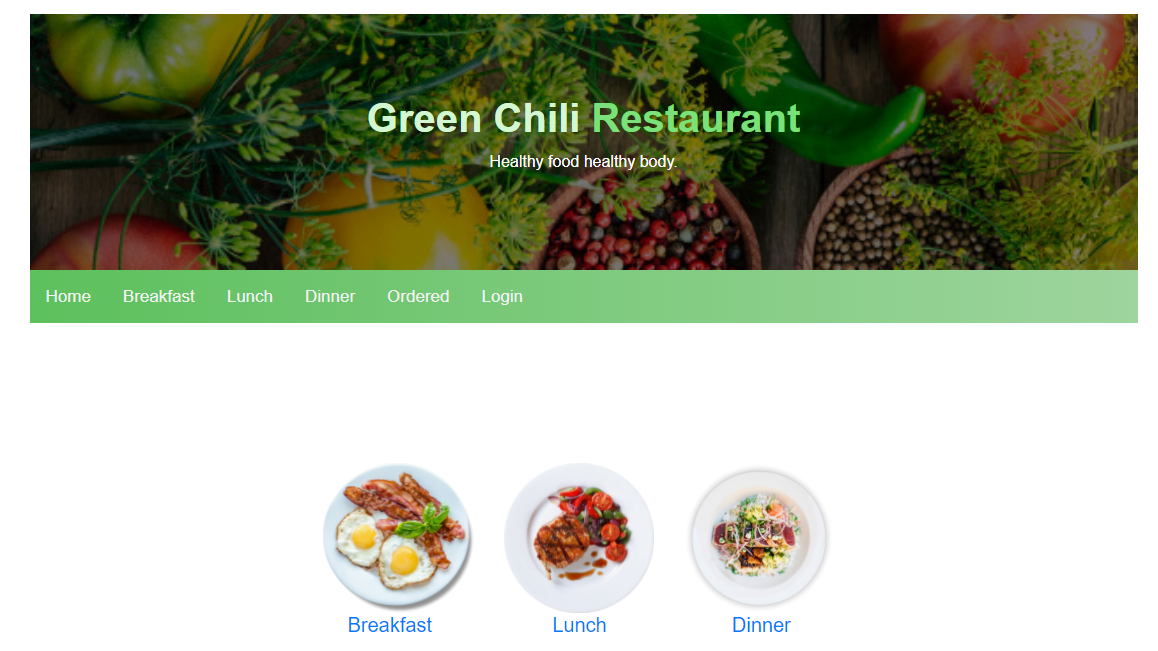 Green Chili Restaurant
Healthy food healthy body.
Home Breakfast Lunch Dinner Ordered Login
Breakfast Lunch Dinner